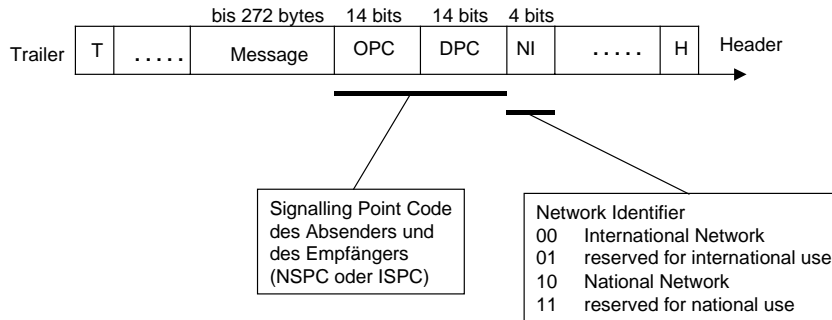 bis 272 bytes 14 bits 14 bits 4 bits
Trailer T ..... Message OPC DPC NI ..... H Header
Signalling Point Code
des Absenders und
des Empfängers
(NSPC oder ISPC)
Network Identifier
00 International Network
01 reserved for international use
10 National Network
11 reserved for national use